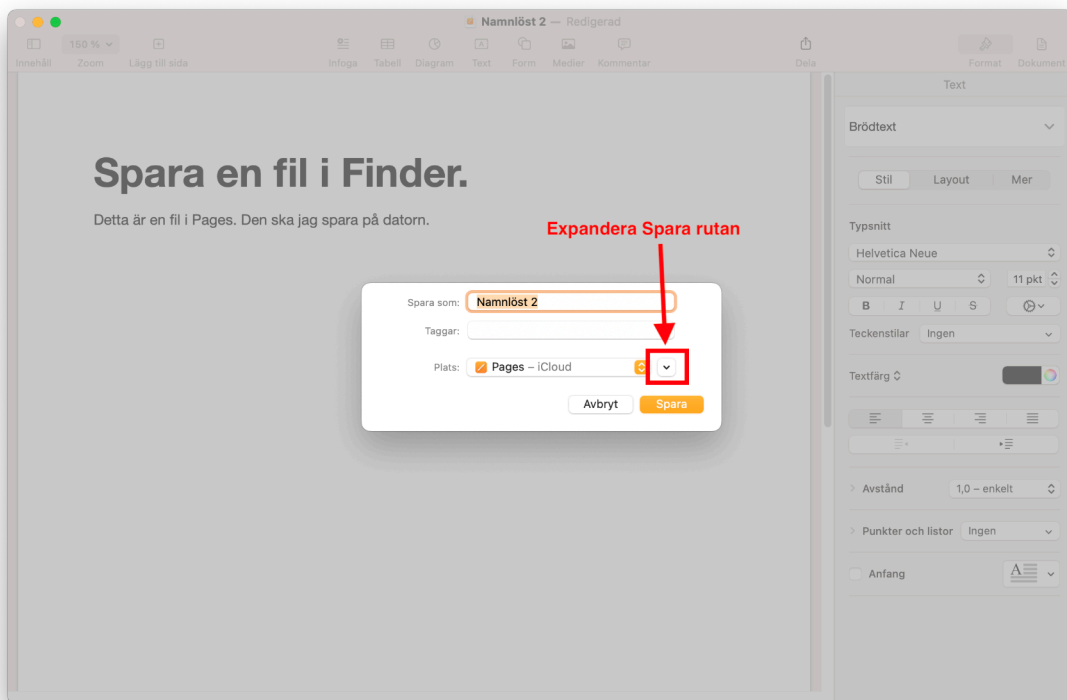 Namnlöst 2 — Redigerad
150 %
Innehåll Zoom Lägg till sida Infoga Tabell Diagram Text Form Medier Kommentar Dela Format Dokument
Text
Brödtext
Stil Layout Mer
Typsnitt
Helvetica Neue
Normal 11 pkt
B I U S
Teckenstilar Ingen
Textfärg
Avstånd 1,0 – enkelt
Punkter och listor Ingen
Anfang A
Spara en fil i Finder.
Detta är en fil i Pages. Den ska jag spara på datorn.
Expandera Spara rutan
Spara som: Namnlöst 2
Taggar:
Plats: Pages – iCloud
Avbryt Spara